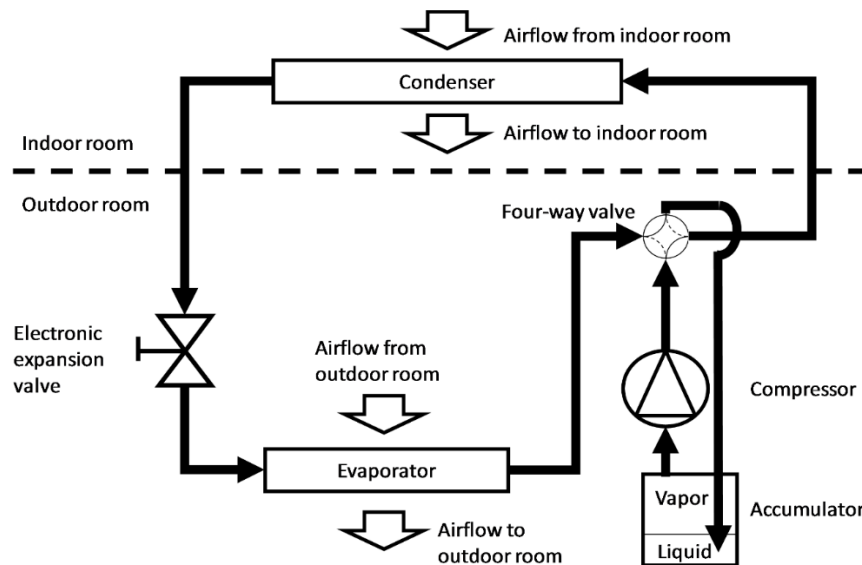 Airflow from indoor room
Condenser
Airflow to indoor room
Indoor room
Outdoor room
Four-way valve
Electronic
expansion
valve
Airflow from
outdoor room
Compressor
Evaporator
Vapor
Accumulator
Liquid
Airflow to
outdoor room